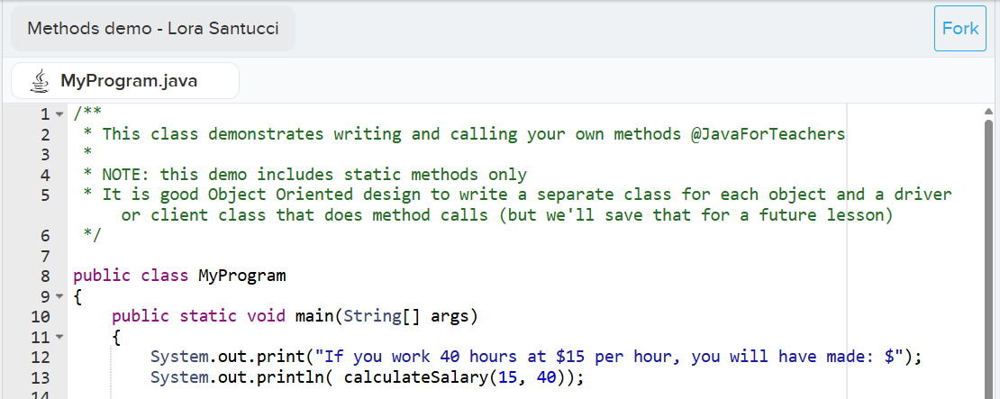 Methods demo - Lora Santucci
Fork
MyProgram.java
1 /**
2  * This class demonstrates writing and calling your own methods @JavaForTeachers
3  *
4  * NOTE: this demo includes static methods only
5  * It is good Object Oriented design to write a separate class for each object and a driver
     or client class that does method calls (but we'll save that for a future lesson)
6  */
7
8 public class MyProgram
9 {
10     public static void main(String[] args)
11     {
12         System.out.print("If you work 40 hours at $15 per hour, you will have made: $");
13         System.out.println( calculateSalary(15, 40));
14